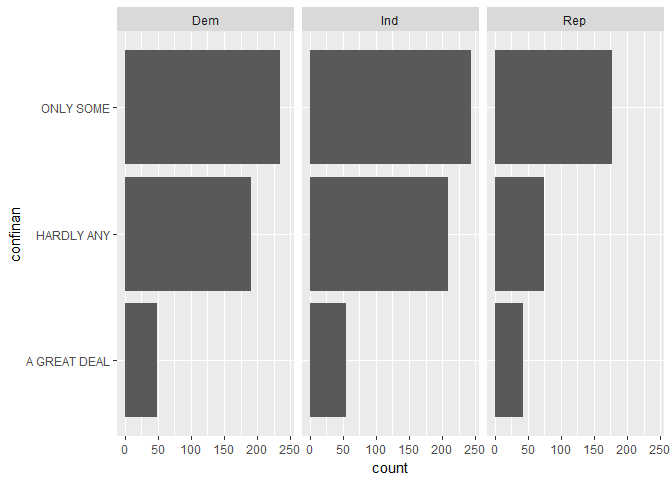 Dem Ind Rep
ONLY SOME
HARDLY ANY
A GREAT DEAL
confinan
0 50 100 150 200 250 0 50 100 150 200 250 0 50 100 150 200 250
count